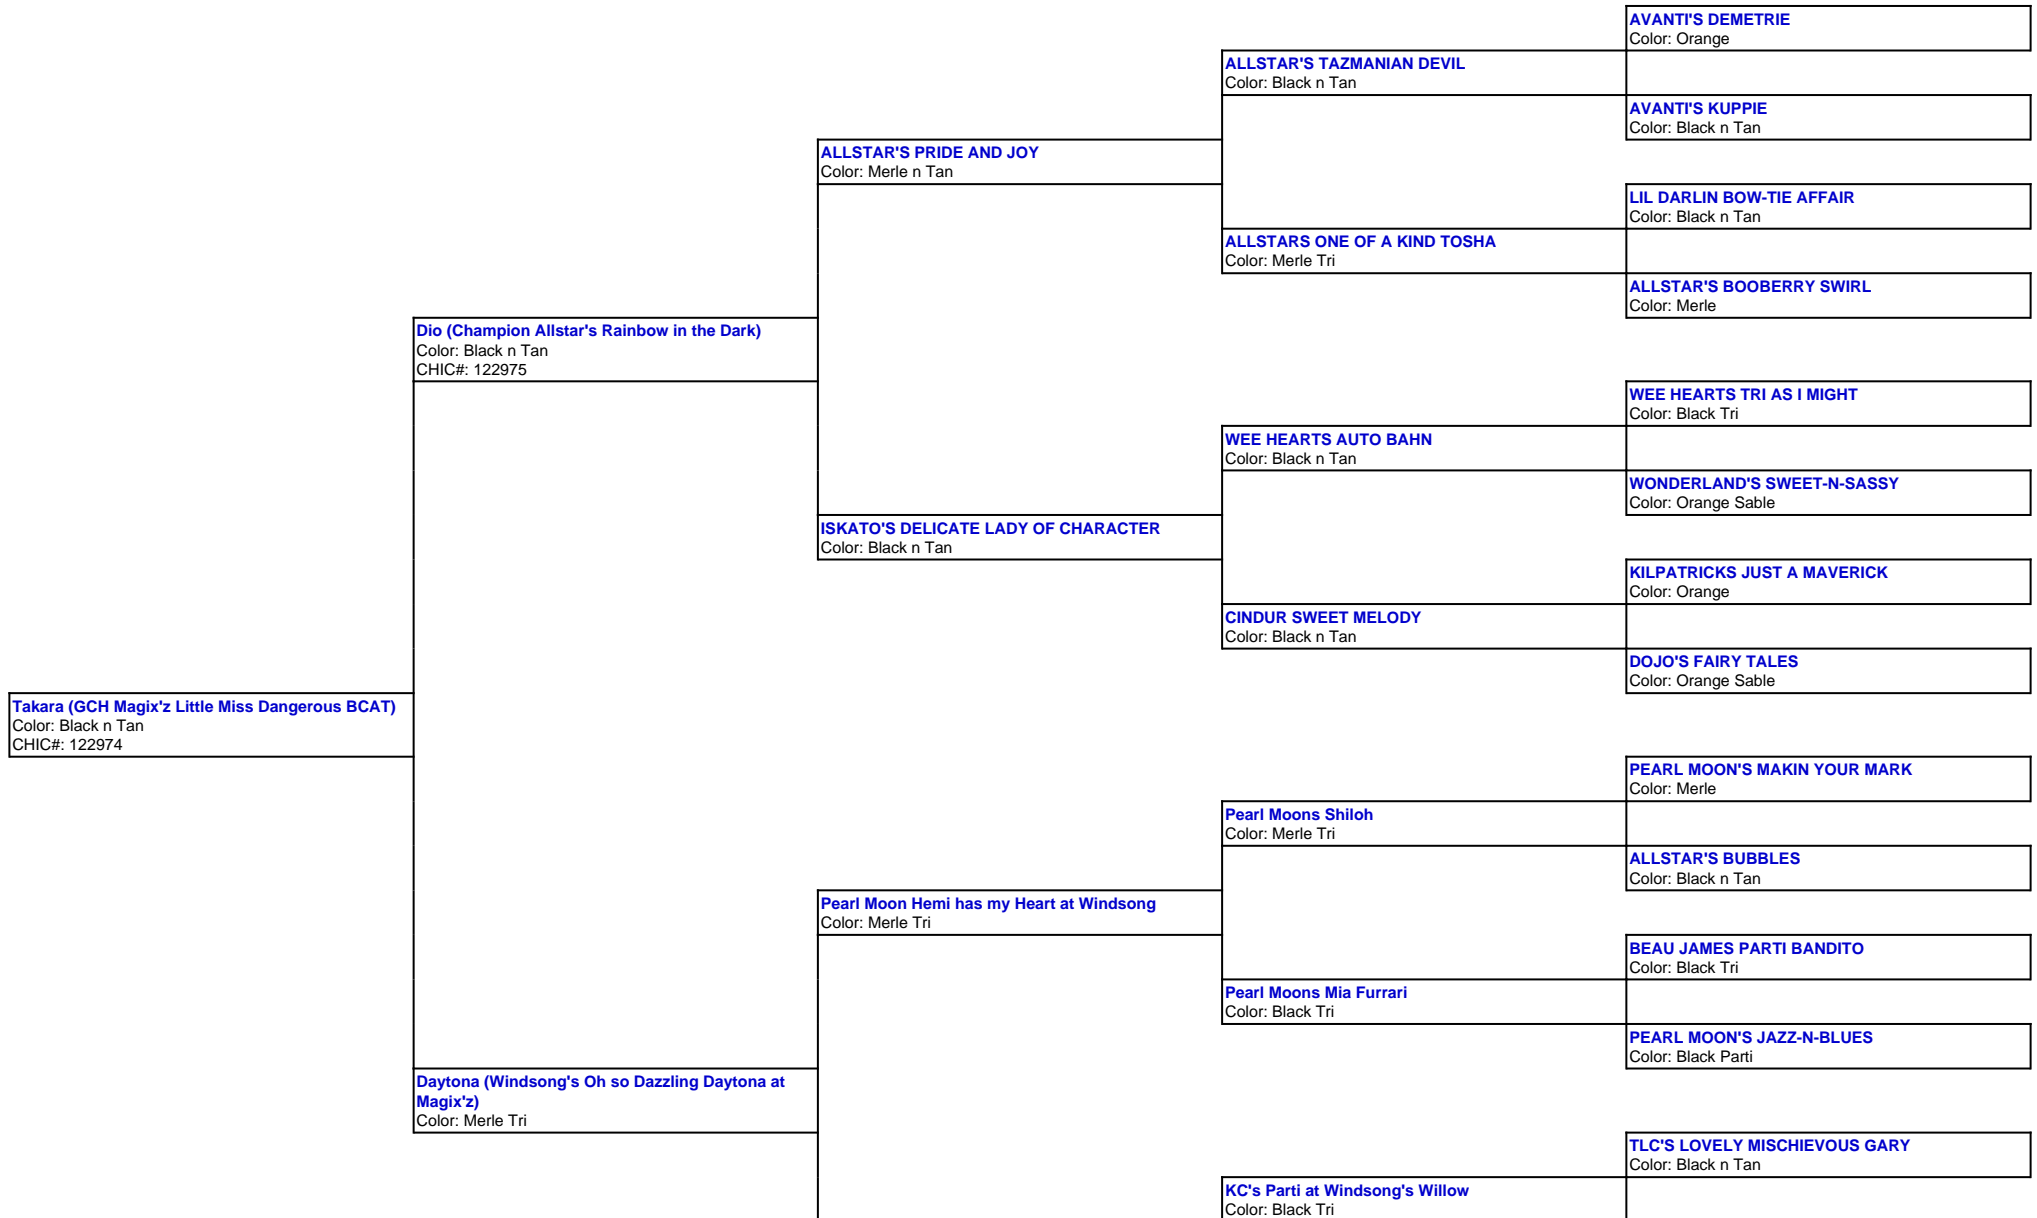 AVANTI'S DEMETRIE
Color: Orange
ALLSTAR'S TAZMANIAN DEVIL
Color: Black n Tan
AVANTI'S KUPPIE
Color: Black n Tan
ALLSTAR'S PRIDE AND JOY
Color: Merle n Tan
LIL DARLIN BOW-TIE AFFAIR
Color: Black n Tan
ALLSTARS ONE OF A KIND TOSHA
Color: Merle Tri
ALLSTAR'S BOOBERRY SWIRL
Color: Merle
Dio (Champion Allstar's Rainbow in the Dark)
Color: Black n Tan
CHIC#: 122975
WEE HEARTS TRI AS I MIGHT
Color: Black Tri
WEE HEARTS AUTO BAHN
Color: Black n Tan
WONDERLAND'S SWEET-N-SASSY
Color: Orange Sable
ISKATO'S DELICATE LADY OF CHARACTER
Color: Black n Tan
KILPATRICKS JUST A MAVERICK
Color: Orange
CINDUR SWEET MELODY
Color: Black n Tan
DOJO'S FAIRY TALES
Color: Orange Sable
Takara (GCH Magix'z Little Miss Dangerous BCAT)
Color: Black n Tan
CHIC#: 122974
PEARL MOON'S MAKIN YOUR MARK
Color: Merle
Pearl Moons Shiloh
Color: Merle Tri
ALLSTAR'S BUBBLES
Color: Black n Tan
Pearl Moon Hemi has my Heart at Windsong
Color: Merle Tri
BEAU JAMES PARTI BANDITO
Color: Black Tri
Pearl Moons Mia Furrari
Color: Black Tri
PEARL MOON'S JAZZ-N-BLUES
Color: Black Parti
Daytona (Windsong's Oh so Dazzling Daytona at
Magix'z)
Color: Merle Tri
TLC'S LOVELY MISCHIEVOUS GARY
Color: Black n Tan
KC's Parti at Windsong's Willow
Color: Black Tri